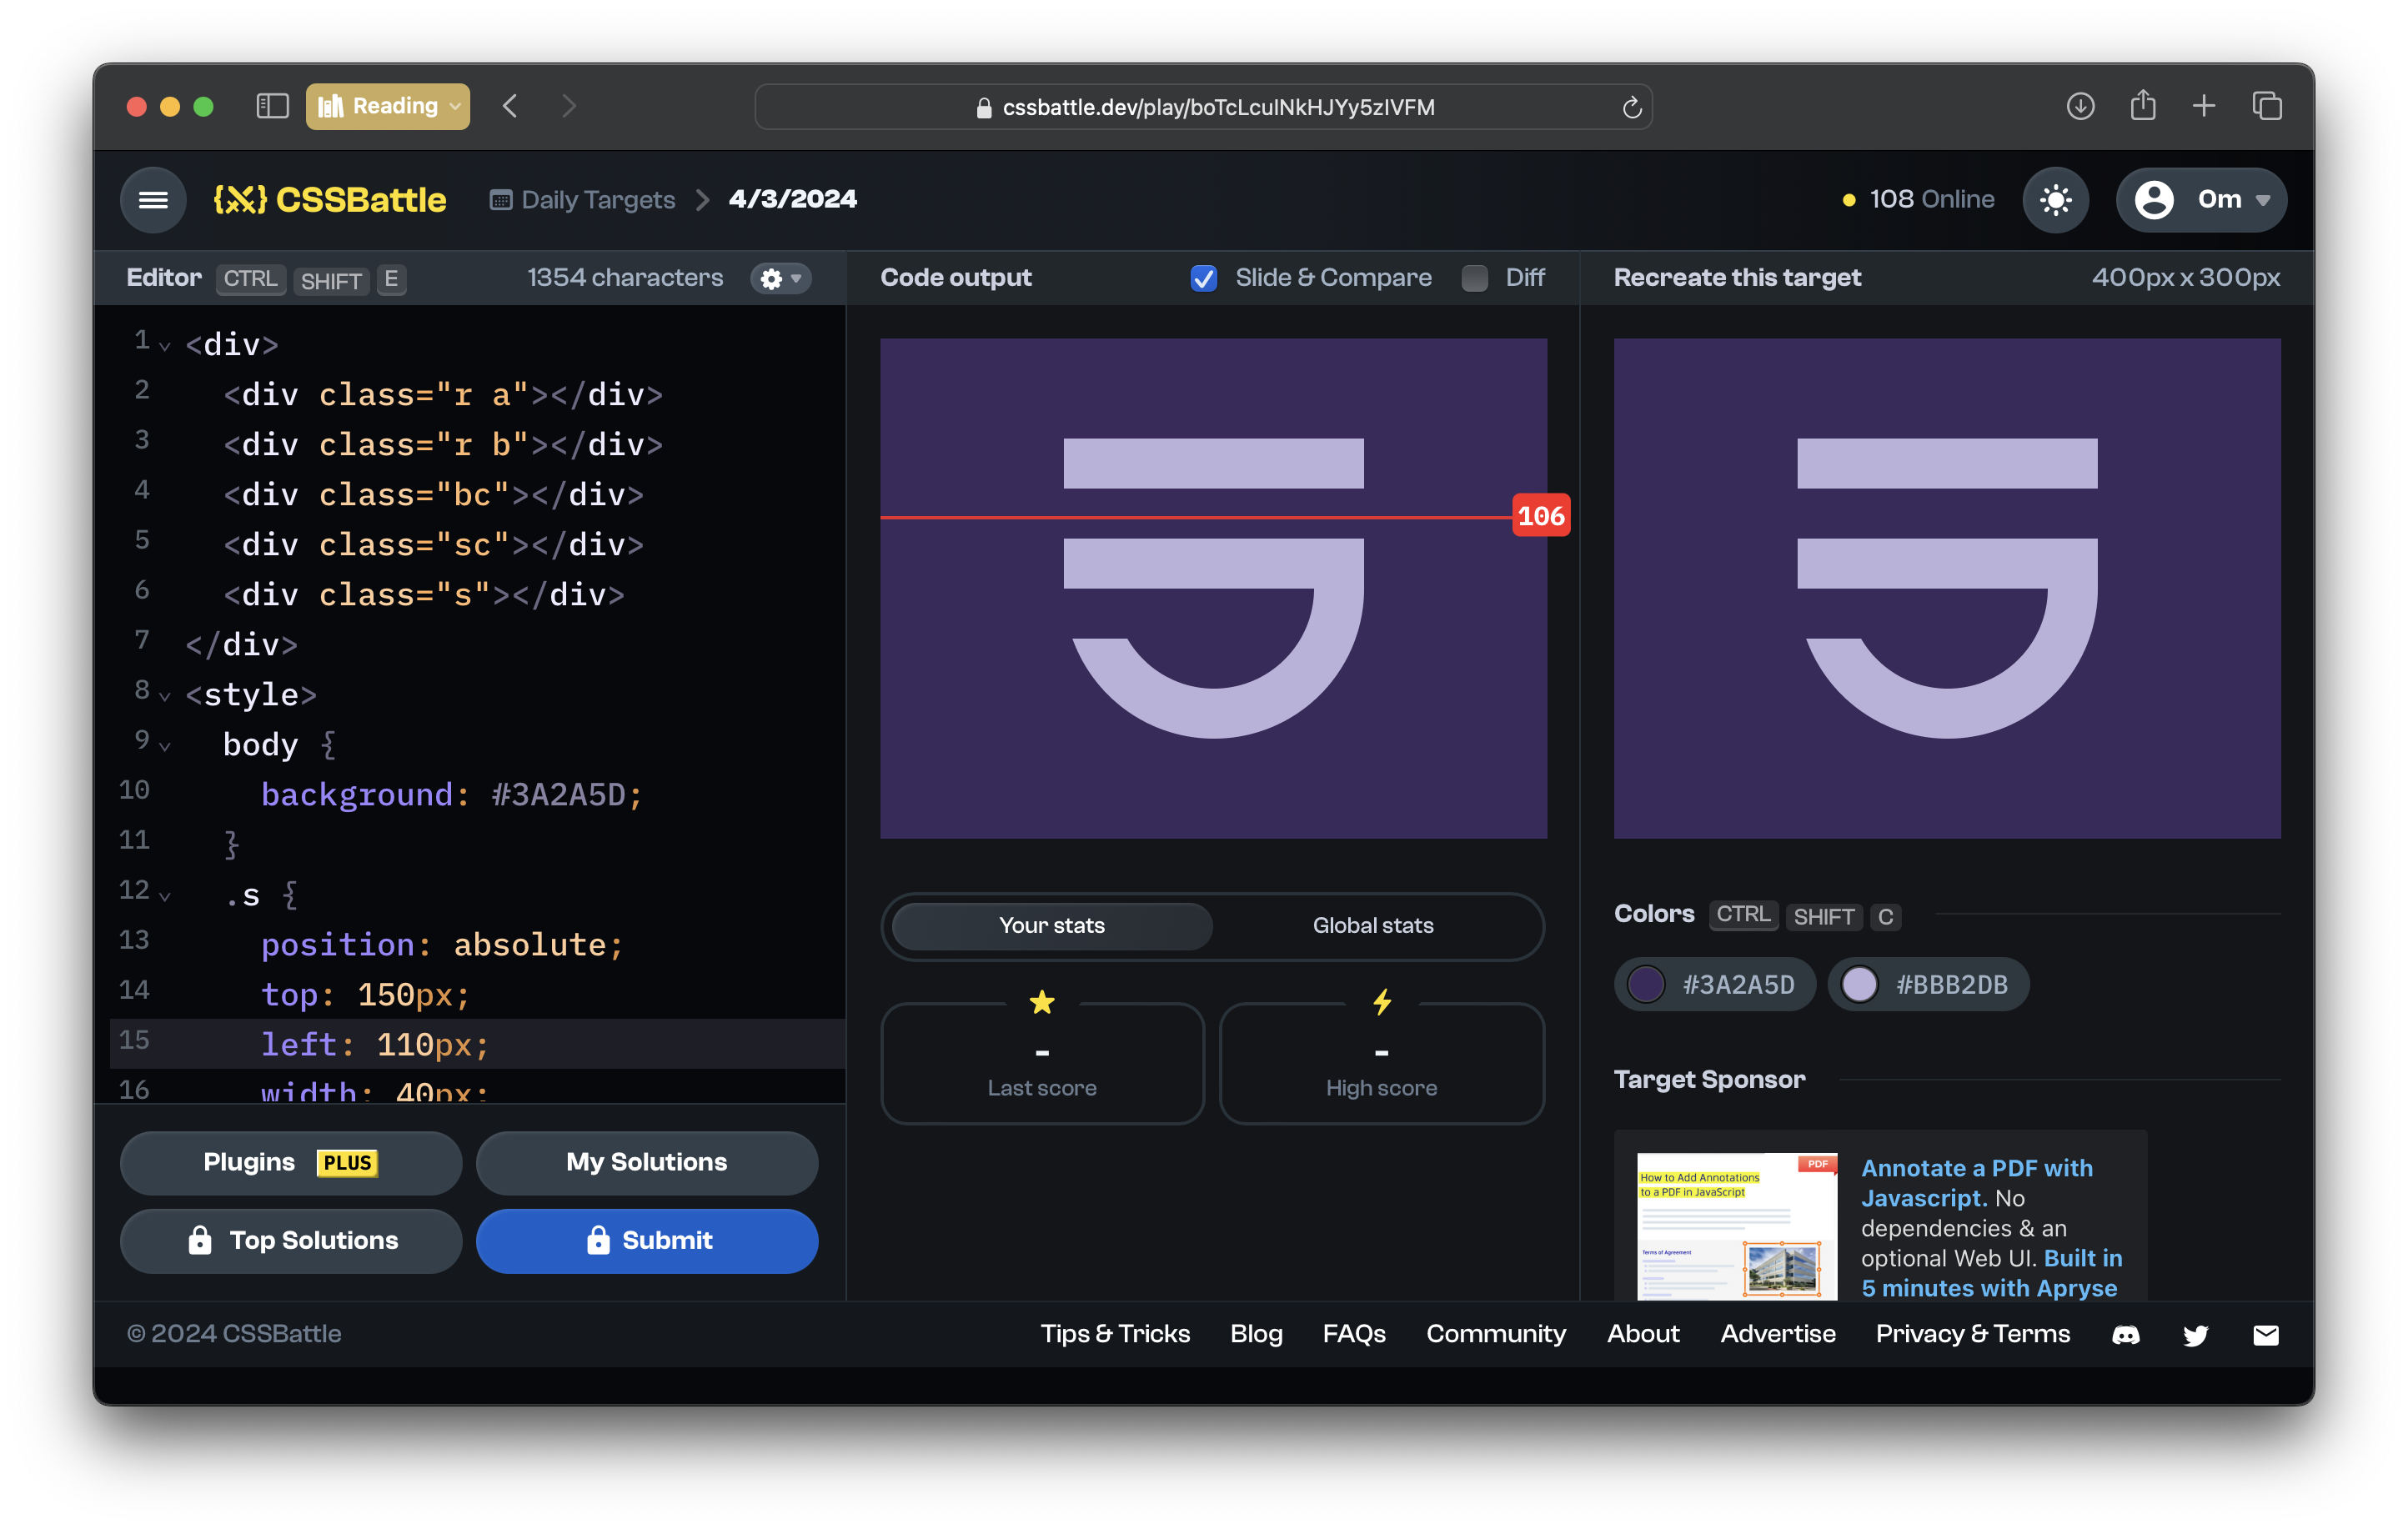 Reading
cssbattle.dev/play/boTcLcuINkHJYy5zIVFM
{X} CSSBattle
Daily Targets
4/3/2024
108 Online
0m
Editor CTRL SHIFT E
1354 characters
Code output
Slide & Compare
Diff
Recreate this target
400px x 300px
1 <div>
2 <div class="r a"></div>
3 <div class="r b"></div>
4 <div class="bc"></div>
5 <div class="sc"></div>
6 <div class="s"></div>
7 </div>
8 <style>
9 body {
10 background: #3A2A5D;
11 }
12 .s {
13 position: absolute;
14 top: 150px;
15 left: 110px;
16 width: 40px;
Plugins PLUS
My Solutions
Top Solutions
Submit
106
Your stats
Global stats
-
Last score
-
High score
Colors CTRL SHIFT C
#3A2A5D
#BBB2DB
Target Sponsor
PDF
How to Add Annotations
to a PDF in JavaScript
Terms of Agreement
Annotate a PDF with
Javascript. No
dependencies & an
optional Web UI. Built in
5 minutes with Apryse
© 2024 CSSBattle
Tips & Tricks
Blog
FAQs
Community
About
Advertise
Privacy & Terms